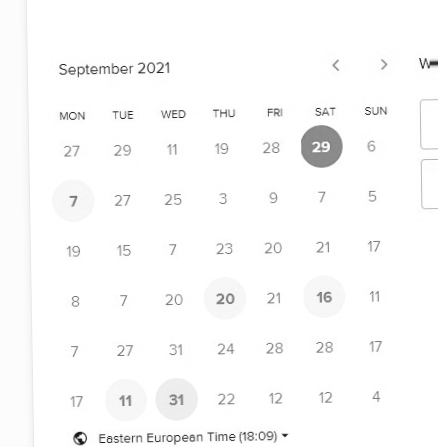 September 2021 < >
MON TUE WED THU FRI SAT SUN
27 29 11 19 28 29 6
7 27 25 3 9 7 5
19 15 7 23 20 21 17
8 7 20 20 21 16 11
7 27 31 24 28 28 17
17 11 31 22 12 12 4
Eastern European Time (18:09)